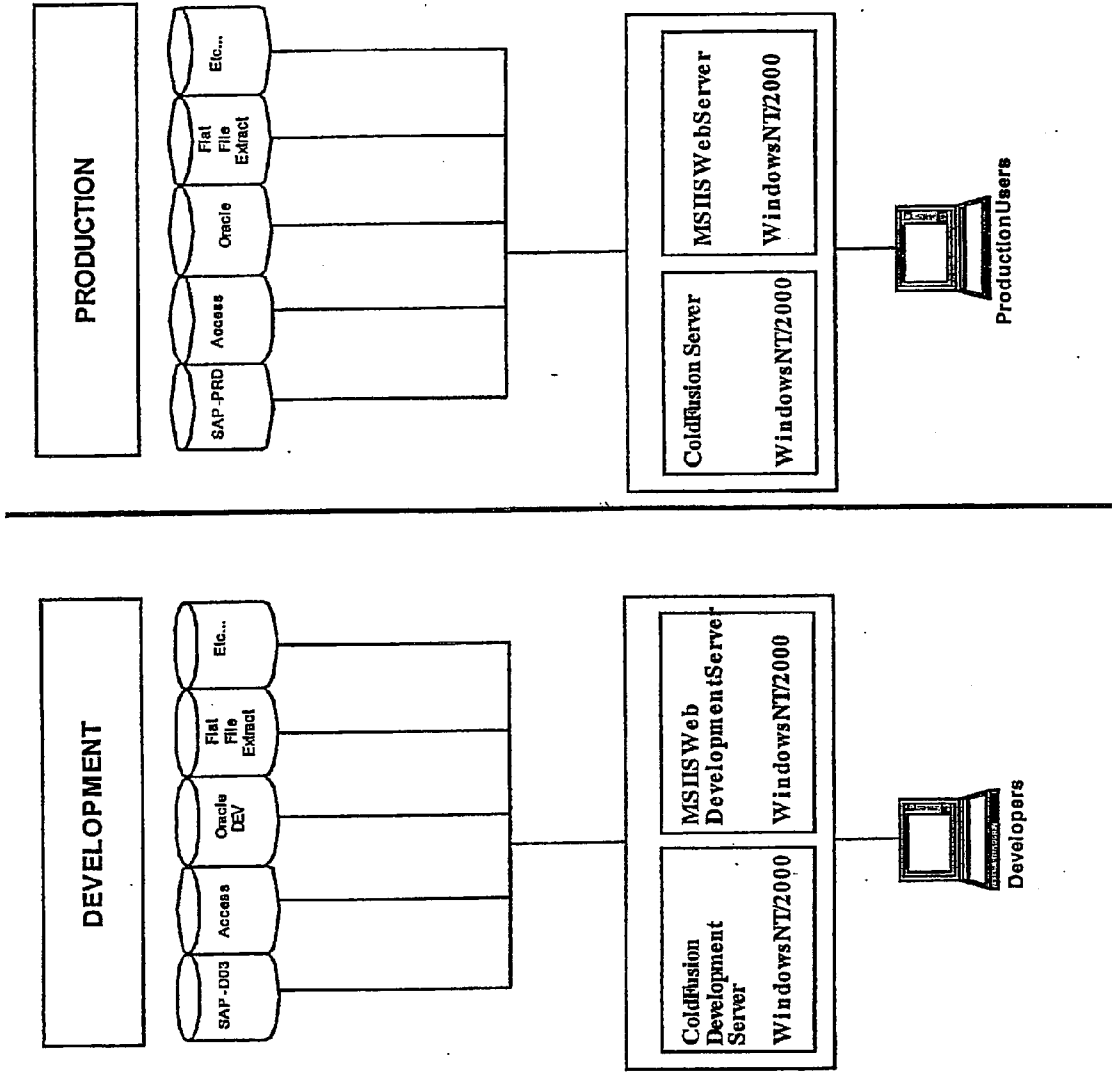 DEVELOPMENT
SAP-D03
Access
Oracle
DEV
Flat
File
Extract
Etc...
ColdFusion
Development
Server
WindowsNT/2000
MSIISWeb
DevelopmentServer
WindowsNT/2000
Developers
PRODUCTION
SAP-PRD
Access
Oracle
Flat
File
Extract
Etc...
ColdFusion Server
WindowsNT/2000
MSIISWebServer
WindowsNT/2000
ProductionUsers